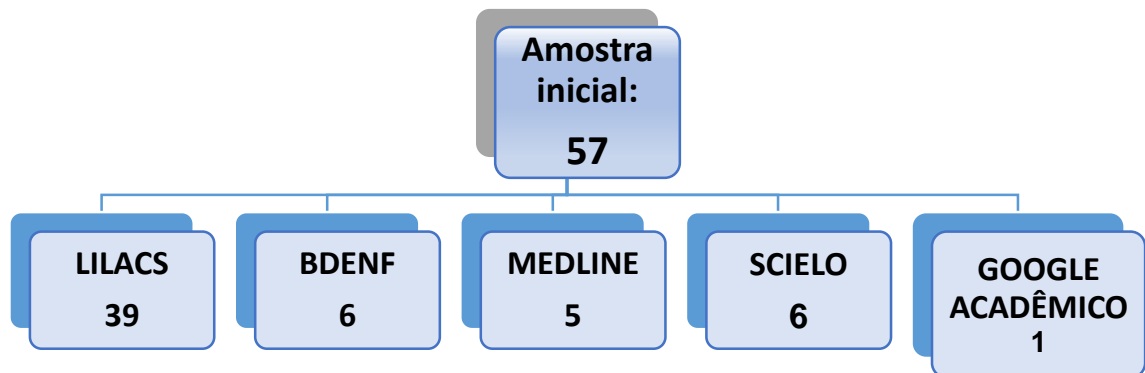 Amostra
inicial:
57
LILACS
39
BDENF
6
MEDLINE
5
SCIELO
6
GOOGLE
ACADÊMICO
1